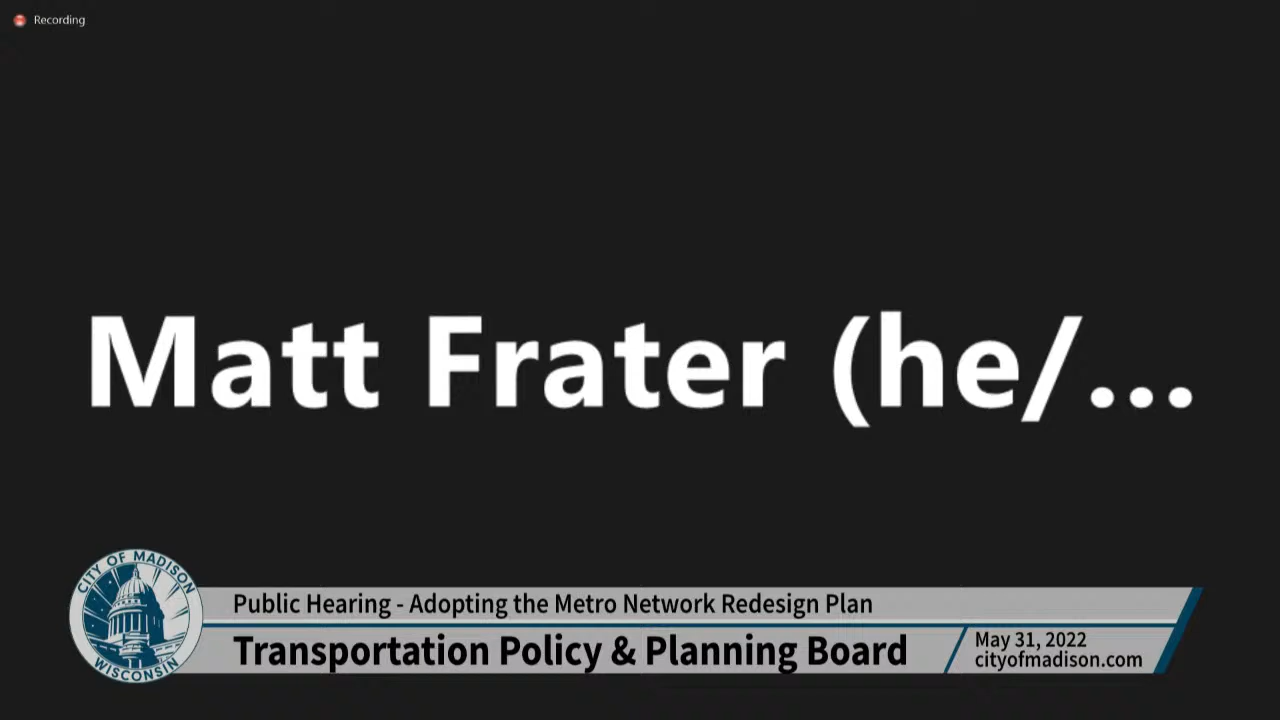 Recording
Matt Frater (he/...
CITY OF MADISON
WISCONSIN
Public Hearing - Adopting the Metro Network Redesign Plan
Transportation Policy & Planning Board
May 31, 2022
cityofmadison.com